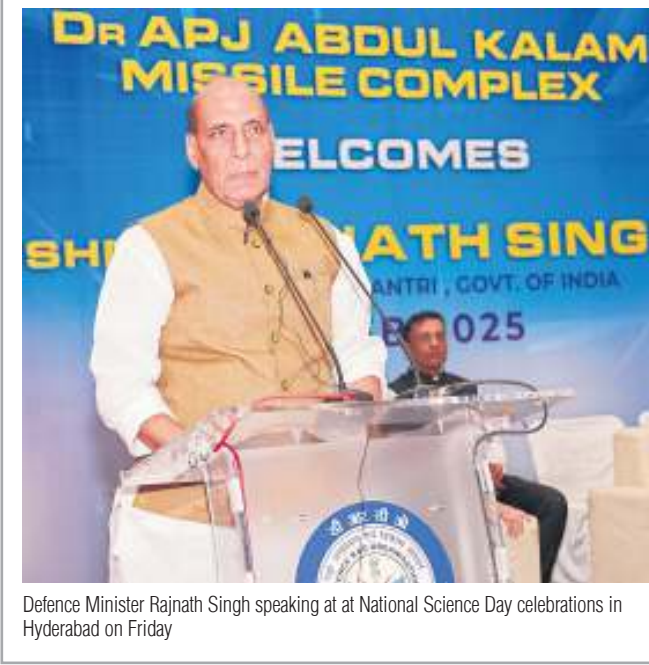 DR APJ ABDUL KALAM
MISSILE COMPLEX
ELCOMES
SH NATH SING
ANTRI , GOVT. OF INDIA
B 025
डी आर डी ओ
Defence Minister Rajnath Singh speaking at at National Science Day celebrations in
Hyderabad on Friday